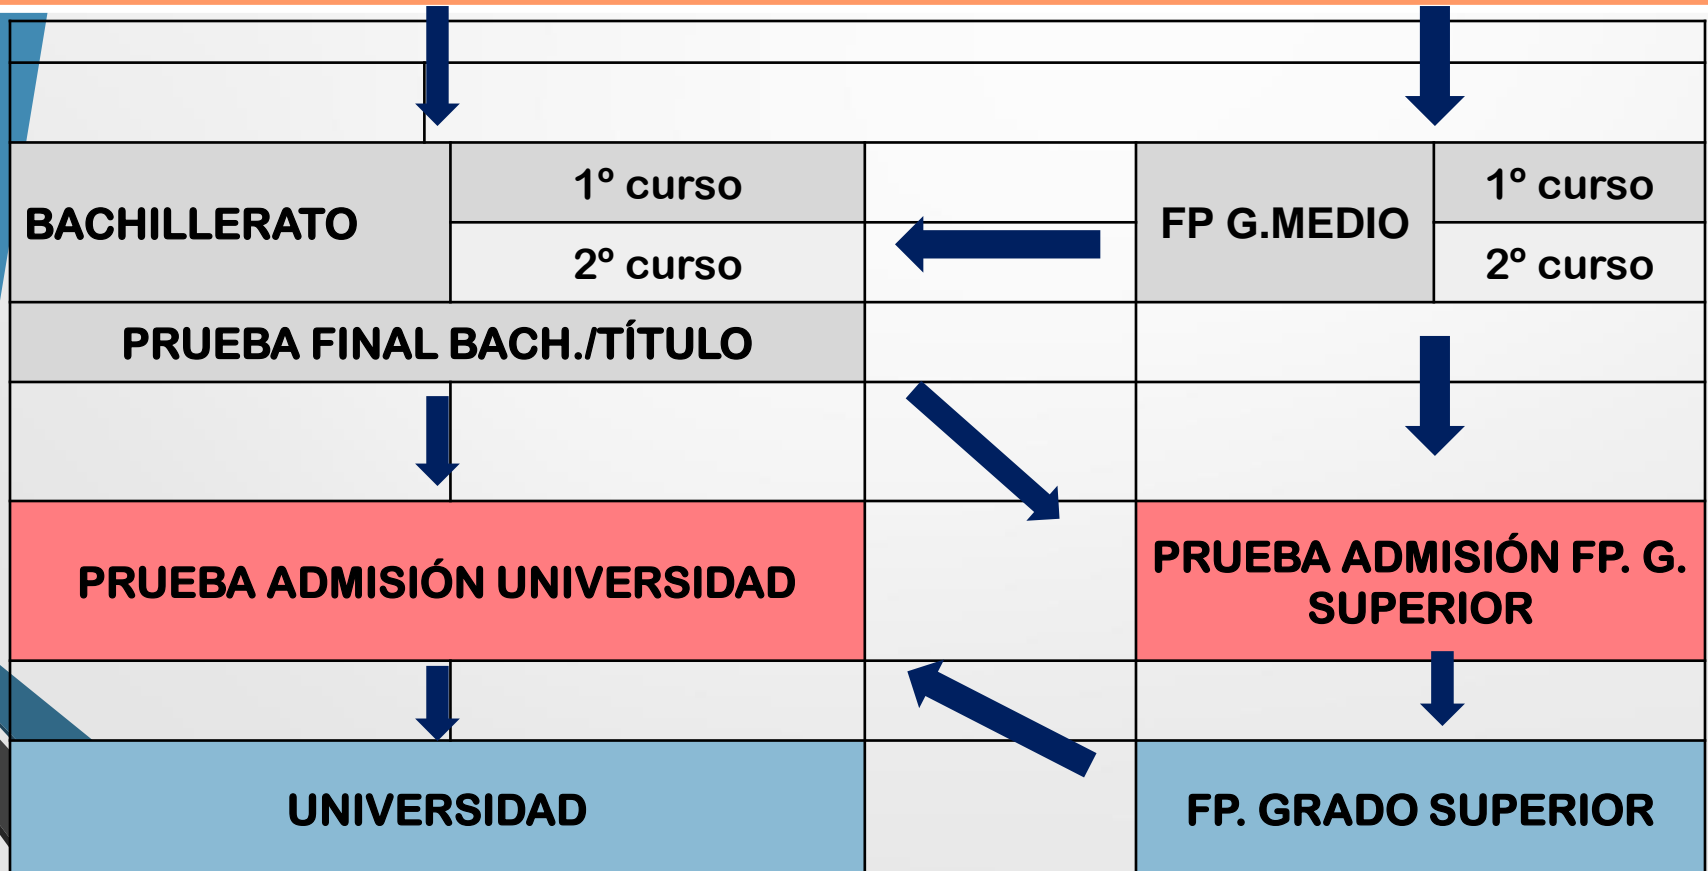 BACHILLERATO
1º curso
2º curso
FP G.MEDIO
1º curso
2º curso
PRUEBA FINAL BACH./TÍTULO
PRUEBA ADMISIÓN UNIVERSIDAD
PRUEBA ADMISIÓN FP. G.
SUPERIOR
UNIVERSIDAD
FP. GRADO SUPERIOR